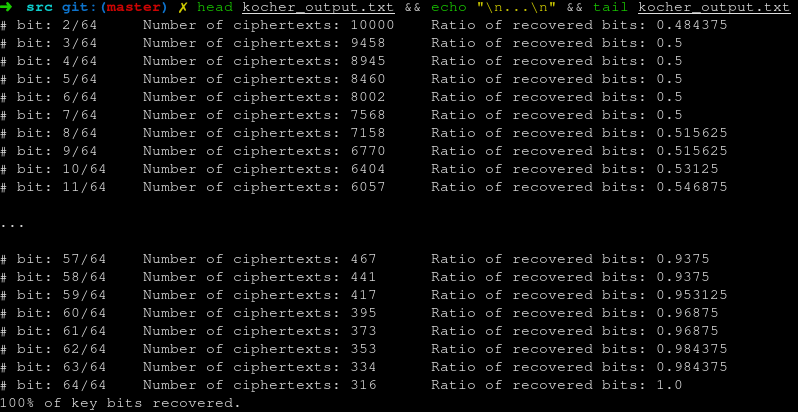 ➜ src git:(master) ✗ head kocher_output.txt && echo "\n...\n" && tail kocher_output.txt
# bit: 2/64 Number of ciphertexts: 10000 Ratio of recovered bits: 0.484375
# bit: 3/64 Number of ciphertexts: 9458 Ratio of recovered bits: 0.5
# bit: 4/64 Number of ciphertexts: 8945 Ratio of recovered bits: 0.5
# bit: 5/64 Number of ciphertexts: 8460 Ratio of recovered bits: 0.5
# bit: 6/64 Number of ciphertexts: 8002 Ratio of recovered bits: 0.5
# bit: 7/64 Number of ciphertexts: 7568 Ratio of recovered bits: 0.5
# bit: 8/64 Number of ciphertexts: 7158 Ratio of recovered bits: 0.515625
# bit: 9/64 Number of ciphertexts: 6770 Ratio of recovered bits: 0.515625
# bit: 10/64 Number of ciphertexts: 6404 Ratio of recovered bits: 0.53125
# bit: 11/64 Number of ciphertexts: 6057 Ratio of recovered bits: 0.546875
...
# bit: 57/64 Number of ciphertexts: 467 Ratio of recovered bits: 0.9375
# bit: 58/64 Number of ciphertexts: 441 Ratio of recovered bits: 0.9375
# bit: 59/64 Number of ciphertexts: 417 Ratio of recovered bits: 0.953125
# bit: 60/64 Number of ciphertexts: 395 Ratio of recovered bits: 0.96875
# bit: 61/64 Number of ciphertexts: 373 Ratio of recovered bits: 0.96875
# bit: 62/64 Number of ciphertexts: 353 Ratio of recovered bits: 0.984375
# bit: 63/64 Number of ciphertexts: 334 Ratio of recovered bits: 0.984375
# bit: 64/64 Number of ciphertexts: 316 Ratio of recovered bits: 1.0
100% of key bits recovered.